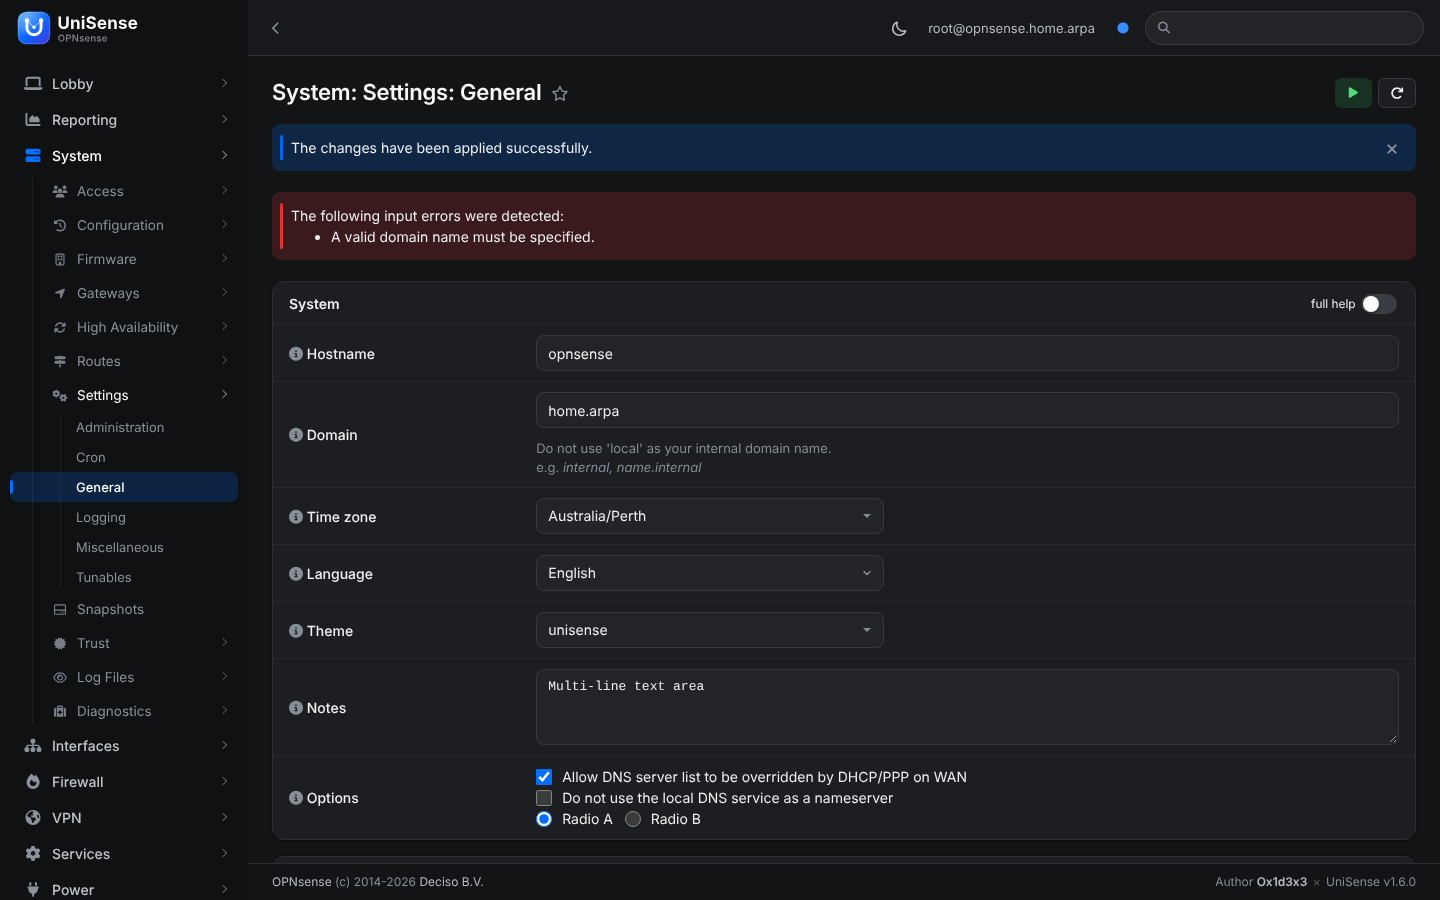 UniSense
OPNsense
root@opnsense.home.arpa
Lobby
Reporting
System
Access
Configuration
Firmware
Gateways
High Availability
Routes
Settings
Administration
Cron
General
Logging
Miscellaneous
Tunables
Snapshots
Trust
Log Files
Diagnostics
Interfaces
Firewall
VPN
Services
Power
System: Settings: General
The changes have been applied successfully.
The following input errors were detected:
• A valid domain name must be specified.
System
full help
Hostname
opnsense
Domain
home.arpa
Do not use 'local' as your internal domain name.
e.g. internal, name.internal
Time zone
Australia/Perth
Language
English
Theme
unisense
Notes
Multi-line text area
Options
Allow DNS server list to be overridden by DHCP/PPP on WAN
Do not use the local DNS service as a nameserver
Radio A Radio B
OPNsense (c) 2014-2026 Deciso B.V.
Author Ox1d3x3 × UniSense v1.6.0